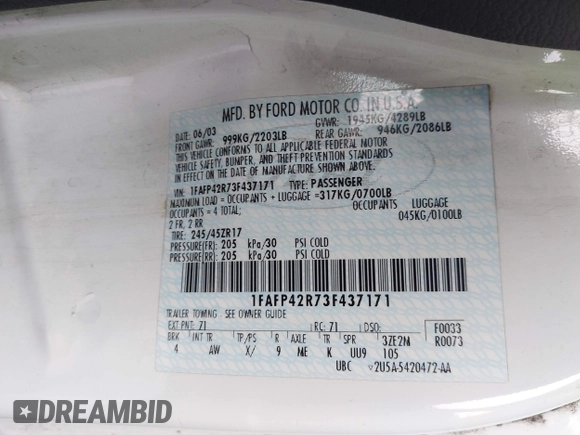 MFD. BY FORD MOTOR CO. IN U.S.A.
DATE: 06/03 GVWR: 1945KG/4289LB
FRONT GAWR: 999KG/2203LB REAR GAWR: 946KG/2086LB
THIS VEHICLE CONFORMS TO ALL APPLICABLE FEDERAL MOTOR
VEHICLE SAFETY, BUMPER, AND THEFT PREVENTION STANDARDS
IN EFFECT ON THE DATE OF MANUFACTURE SHOWN ABOVE.
VIN: 1FAFP42R73F437171 TYPE: PASSENGER
MAXIMUM LOAD = OCCUPANTS + LUGGAGE =317KG/0700LB
OCCUPANTS = 4 TOTAL; OCCUPANTS LUGGAGE
2 FR, 2 RR 045KG/0100LB
TIRE: 245/45ZR17
PRESSURE(FR): 205 kPa/30 PSI COLD
PRESSURE(RR): 205 kPa/30 PSI COLD
1FAFP42R73F437171
TRAILER TOWING - SEE OWNER GUIDE
EXT PNT: 71 RC: 71 DSO: F0033
BRK INT TR TP/PS R AXLE TR SPR 3ZE2M R0073
4 AW X/ 9 ME K UU9 105
UBC 2U5A-5420472-AA
DREAMBID